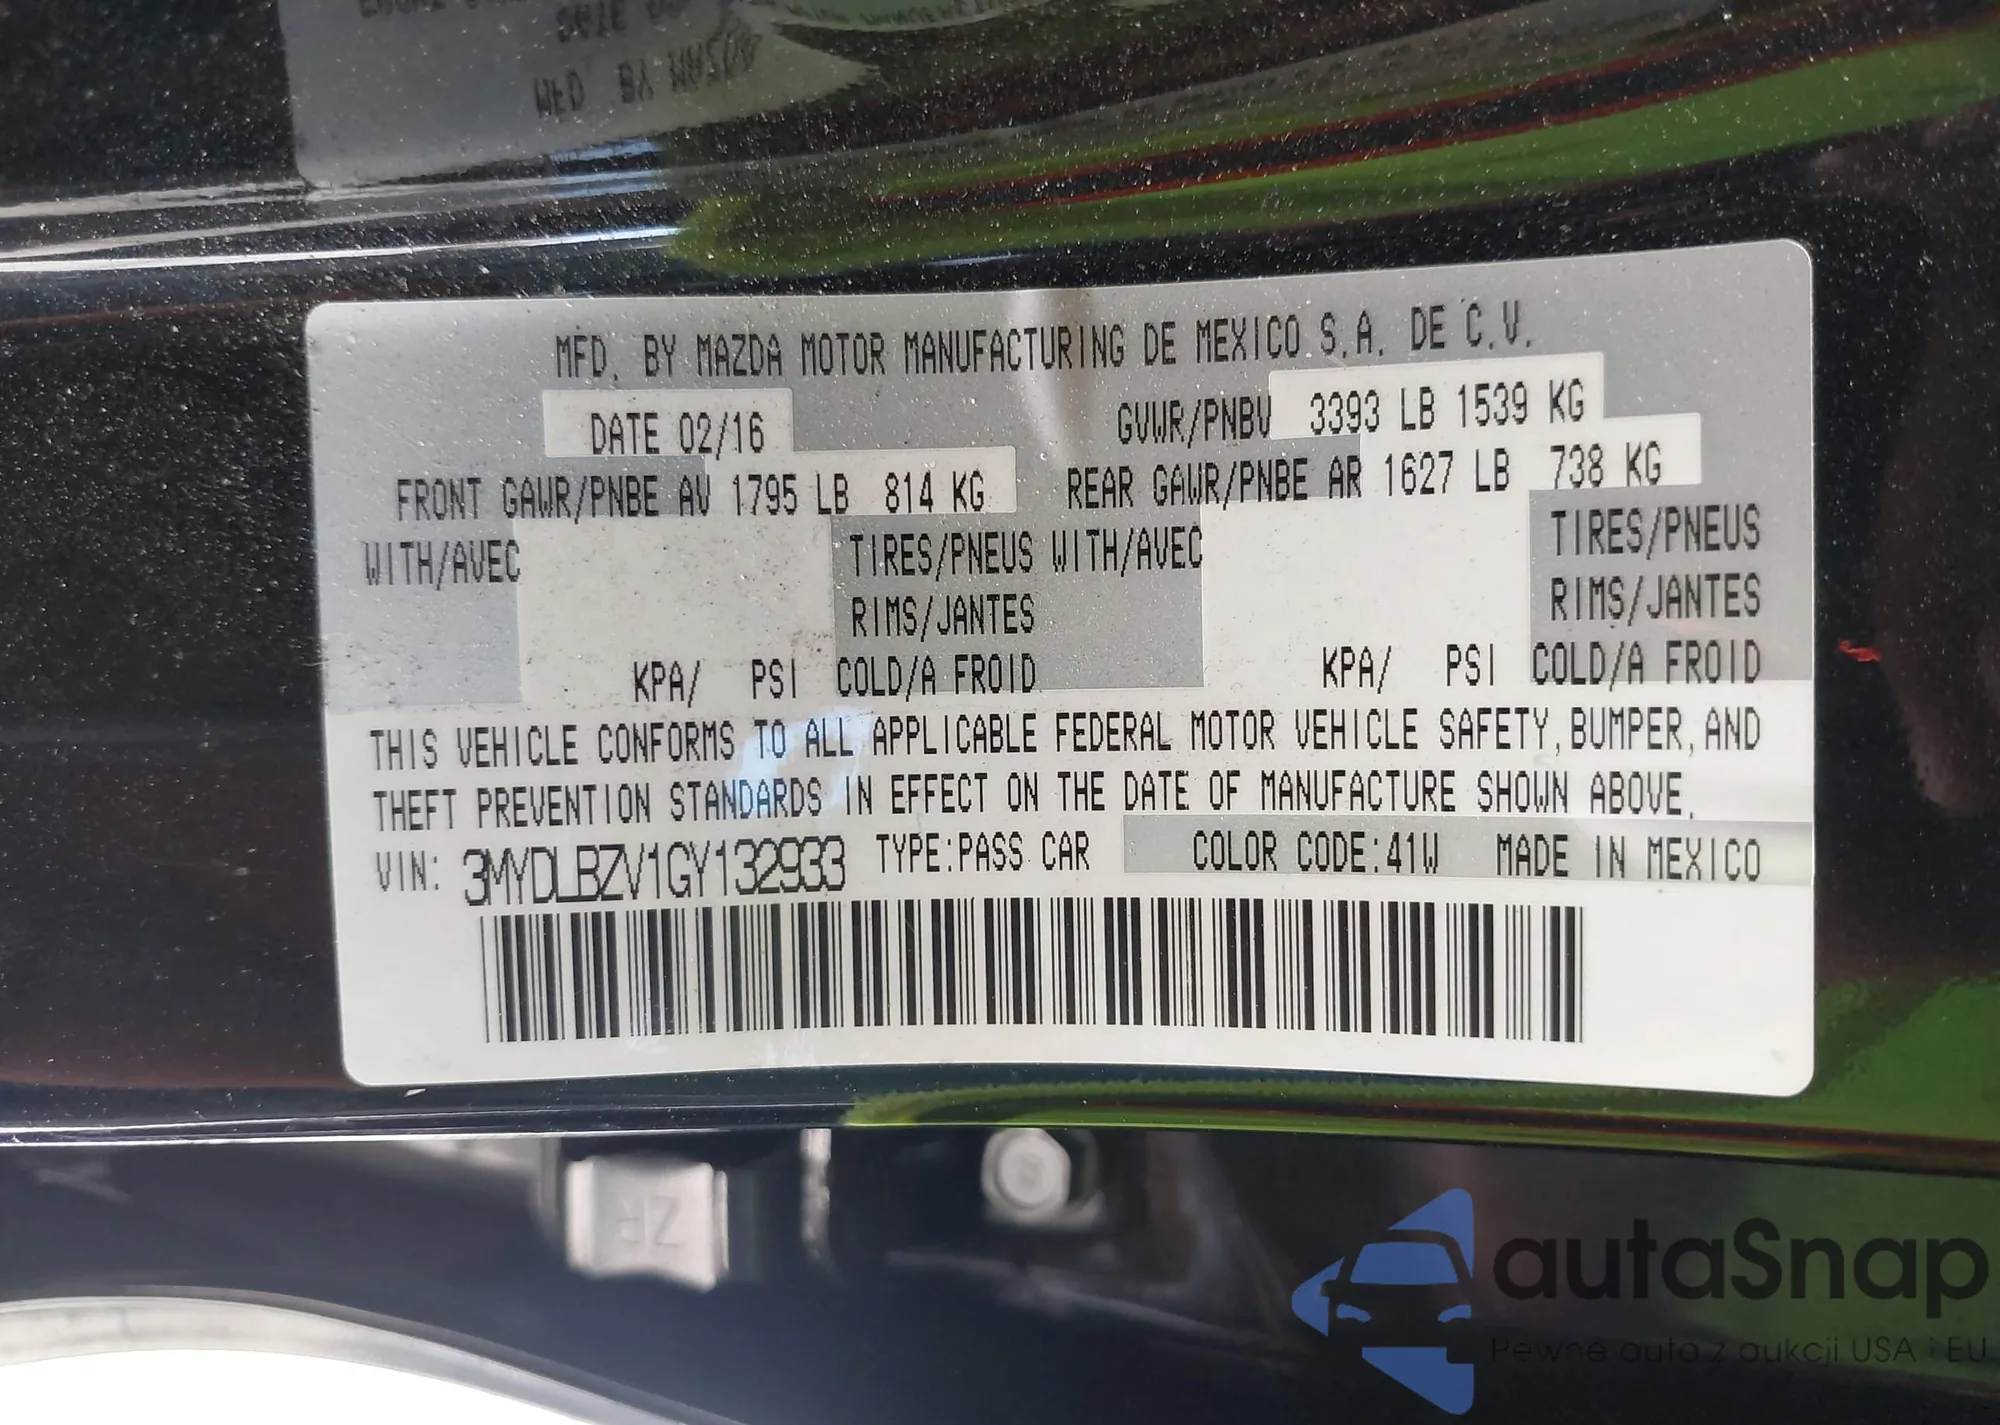 MFD. BY MAZDA MOTOR MANUFACTURING DE MEXICO S.A. DE C.V.
DATE 02/16 GVWR/PNBV 3393 LB 1539 KG
FRONT GAWR/PNBE AV 1795 LB 814 KG REAR GAWR/PNBE AR 1627 LB 738 KG
WITH/AVEC TIRES/PNEUS WITH/AVEC TIRES/PNEUS
RIMS/JANTES RIMS/JANTES
KPA/ PSI COLD/A FROID KPA/ PSI COLD/A FROID
THIS VEHICLE CONFORMS TO ALL APPLICABLE FEDERAL MOTOR VEHICLE SAFETY, BUMPER, AND
THEFT PREVENTION STANDARDS IN EFFECT ON THE DATE OF MANUFACTURE SHOWN ABOVE.
VIN: 3MYDLBZV1GY132933 TYPE:PASS CAR COLOR CODE:41W MADE IN MEXICO
autaSnap
Pewne auta z aukcji USA i EU